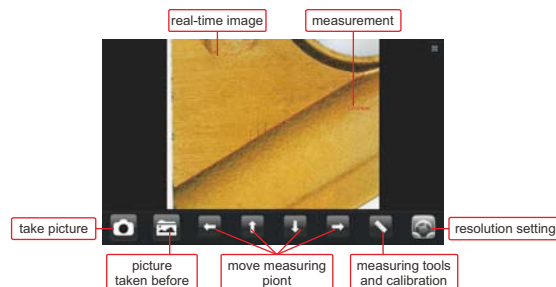 real-time image
measurement
take picture
resolution setting
picture
taken before
move measuring
piont
measuring tools
and calibration